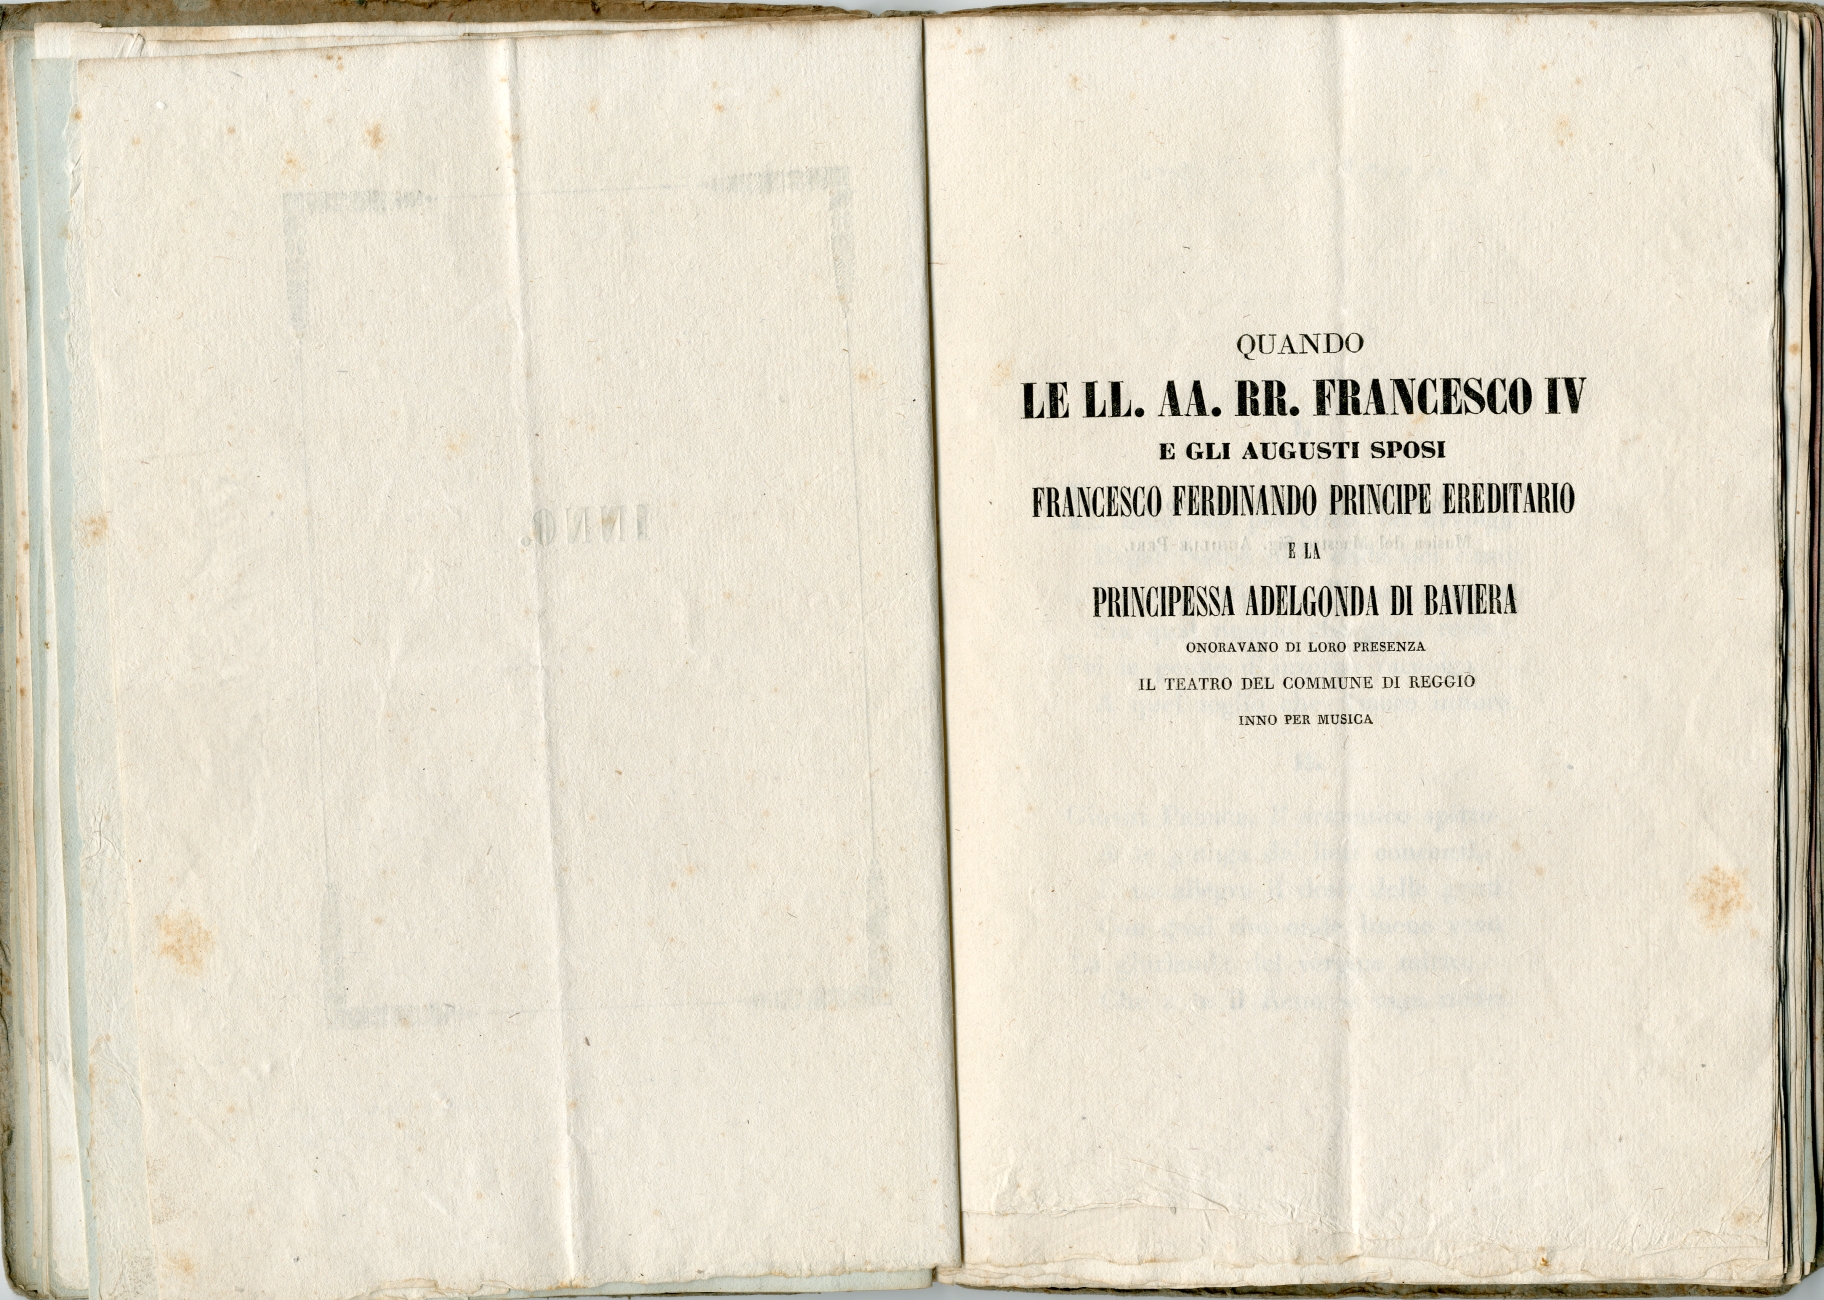 INNO.
QUANDO
LE LL. AA. RR. FRANCESCO IV
E GLI AUGUSTI SPOSI
FRANCESCO FERDINANDO PRINCIPE EREDITARIO
E LA
PRINCIPESSA ADELGONDA DI BAVIERA
ONORAVANO DI LORO PRESENZA
IL TEATRO DEL COMMUNE DI REGGIO
INNO PER MUSICA